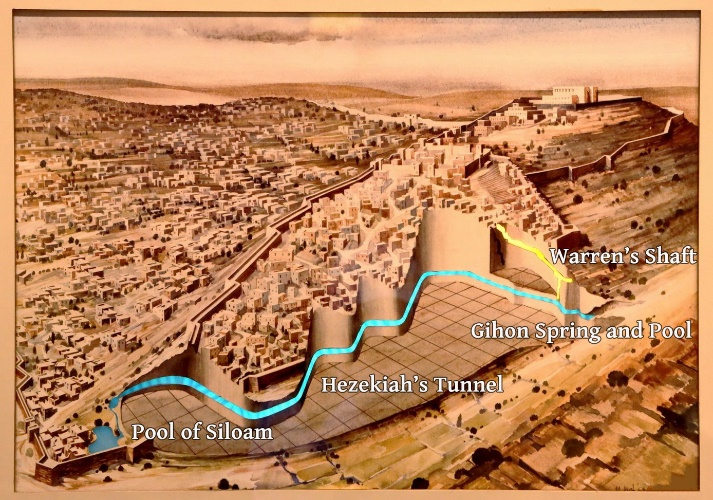 Warren's Shaft
Gihon Spring and Pool
Hezekiah's Tunnel
Pool of Siloam